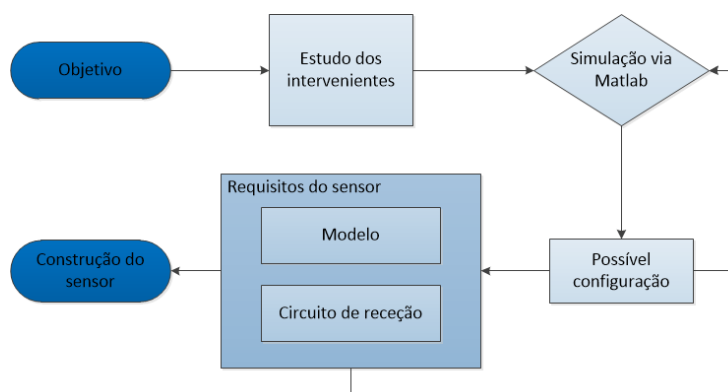 Objetivo
Estudo dos
intervenientes
Simulação via
Matlab
Requisitos do sensor
Modelo
Circuito de receção
Construção do
sensor
Possível
configuração